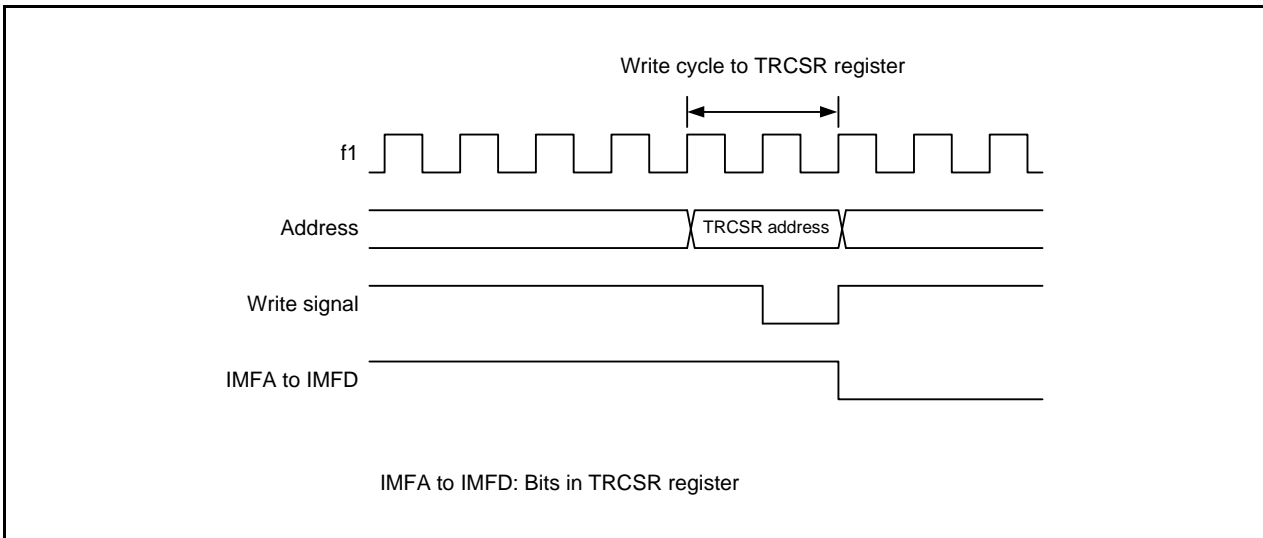 Write cycle to TRCSR register
f1
Address
TRCSR address
Write signal
IMFA to IMFD
IMFA to IMFD: Bits in TRCSR register